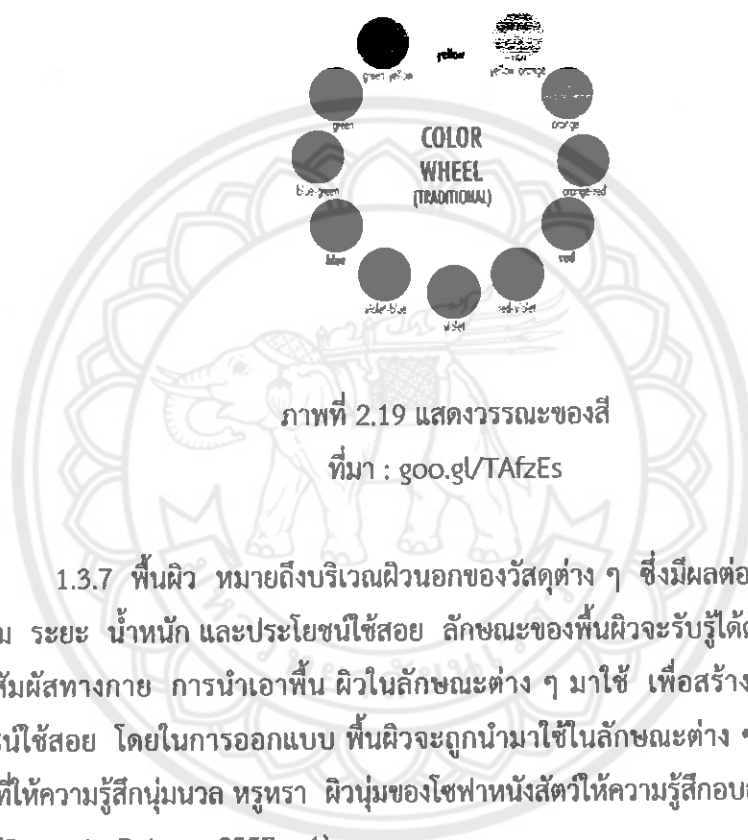 yellow
green yellow
yellow orange
green
orange
COLOR
WHEEL
(TRADITIONAL)
blue-green
orange-red
blue
red
violet-blue
red-violet
violet
ภาพที่ 2.19 แสดงวรรณะของสี
ที่มา : goo.gl/TAfzEs
1.3.7 พื้นผิว หมายถึงบริเวณผิวนอกของวัสดุต่าง ๆ ซึ่งมีผลต่อ
ระยะ น้ำหนัก และประโยชน์ใช้สอย ลักษณะของพื้นผิวจะรับรู้ได้
สัมผัสทางกาย การนำเอาพื้น ผิวในลักษณะต่าง ๆ มาใช้ เพื่อสร้าง
ใช้สอย โดยในการออกแบบ พื้นผิวจะถูกนำมาใช้ในลักษณะต่าง ๆ
ที่ให้ความรู้สึกนุ่มนวล หรูหรา ผิวนุ่มของโซฟาหนังสัตว์ให้ความรู้สึก